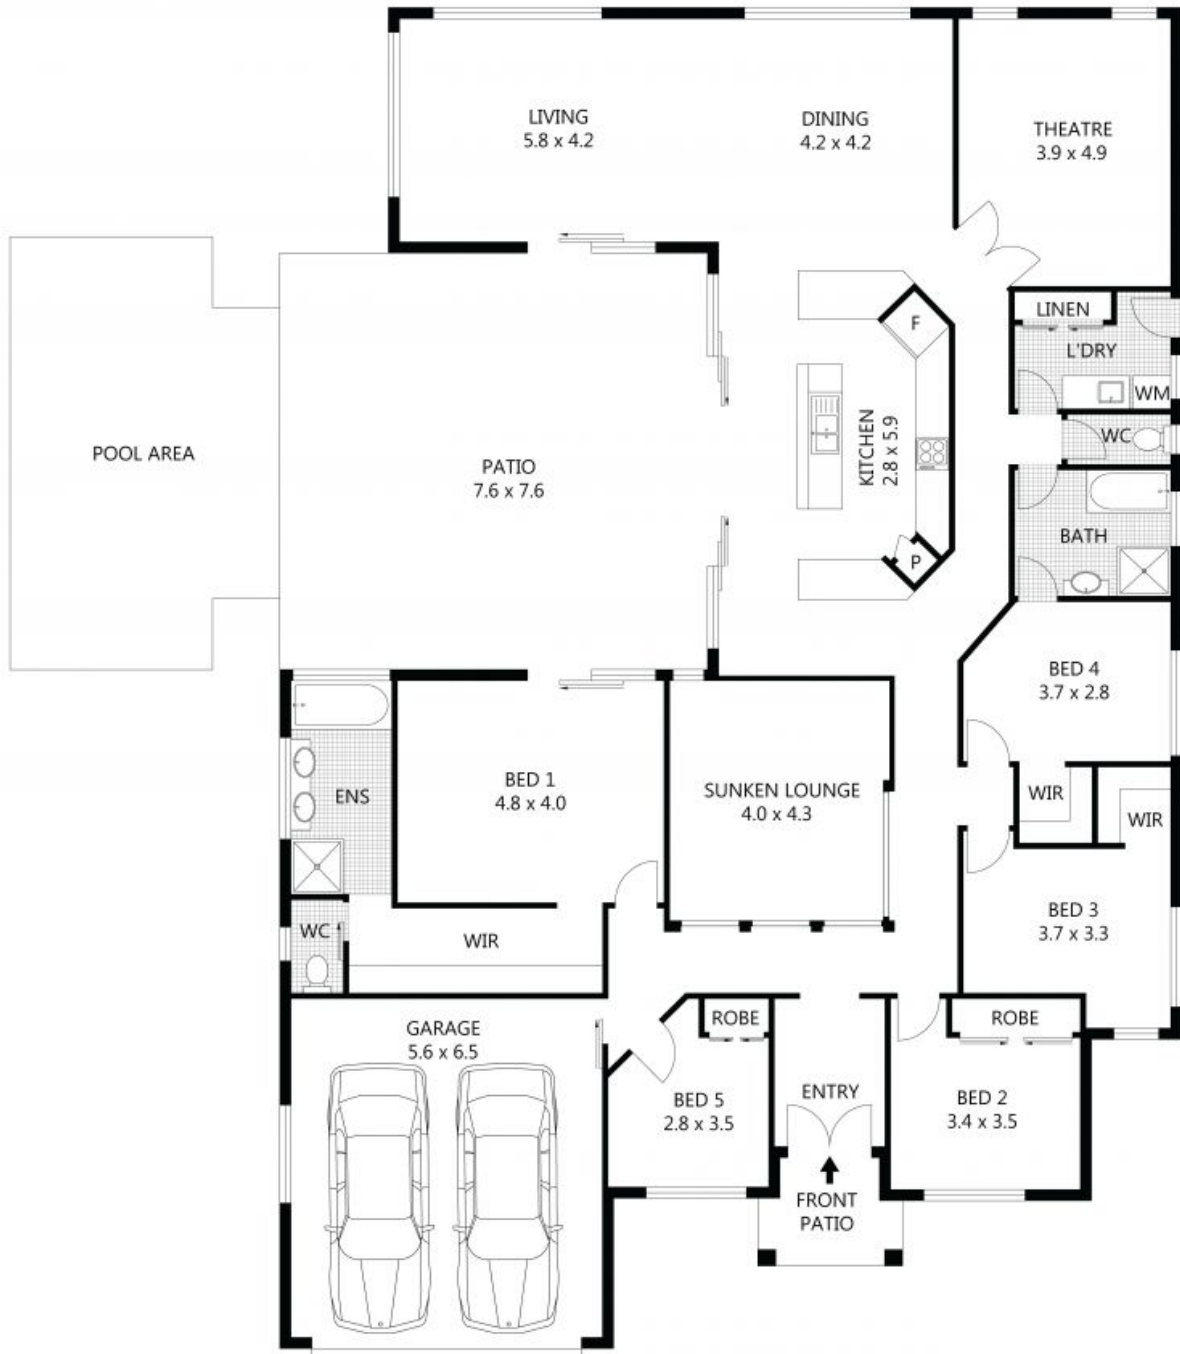 LIVING
5.8 x 4.2
DINING
4.2 x 4.2
THEATRE
3.9 x 4.9
LINEN
F
L'DRY
WM
POOL AREA
PATIO
7.6 x 7.6
KITCHEN
2.8 x 5.9
WC
BATH
P
BED 4
3.7 x 2.8
BED 1
4.8 x 4.0
ENS
SUNKEN LOUNGE
4.0 x 4.3
WIR
WIR
BED 3
3.7 x 3.3
WC
WIR
GARAGE
5.6 x 6.5
ROBE
ROBE
BED 5
2.8 x 3.5
ENTRY
BED 2
3.4 x 3.5
FRONT
PATIO